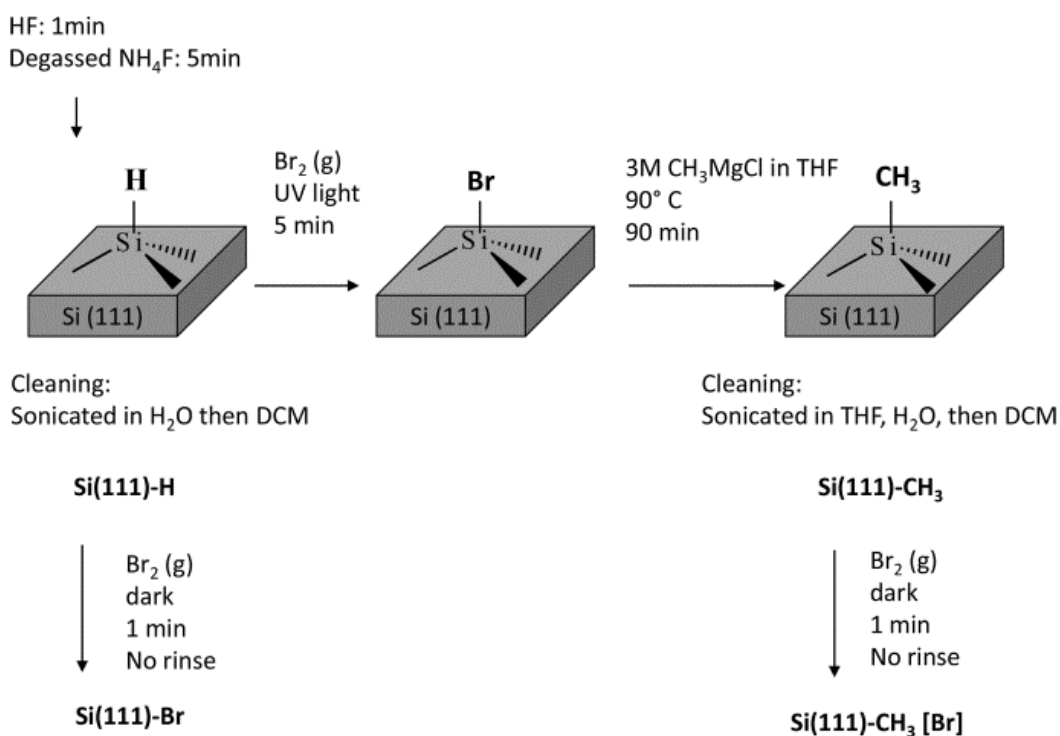 HF: 1min
Degassed NH₄F: 5min
H
Si
Si (111)
Br₂ (g)
UV light
5 min
Br
Si
Si (111)
3M CH₃MgCl in THF
90° C
90 min
CH₃
Si
Si (111)
Cleaning:
Sonicated in H₂O then DCM
Cleaning:
Sonicated in THF, H₂O, then DCM
Si(111)-H
Br₂ (g)
dark
1 min
No rinse
Si(111)-Br
Si(111)-CH₃
Br₂ (g)
dark
1 min
No rinse
Si(111)-CH₃ [Br]